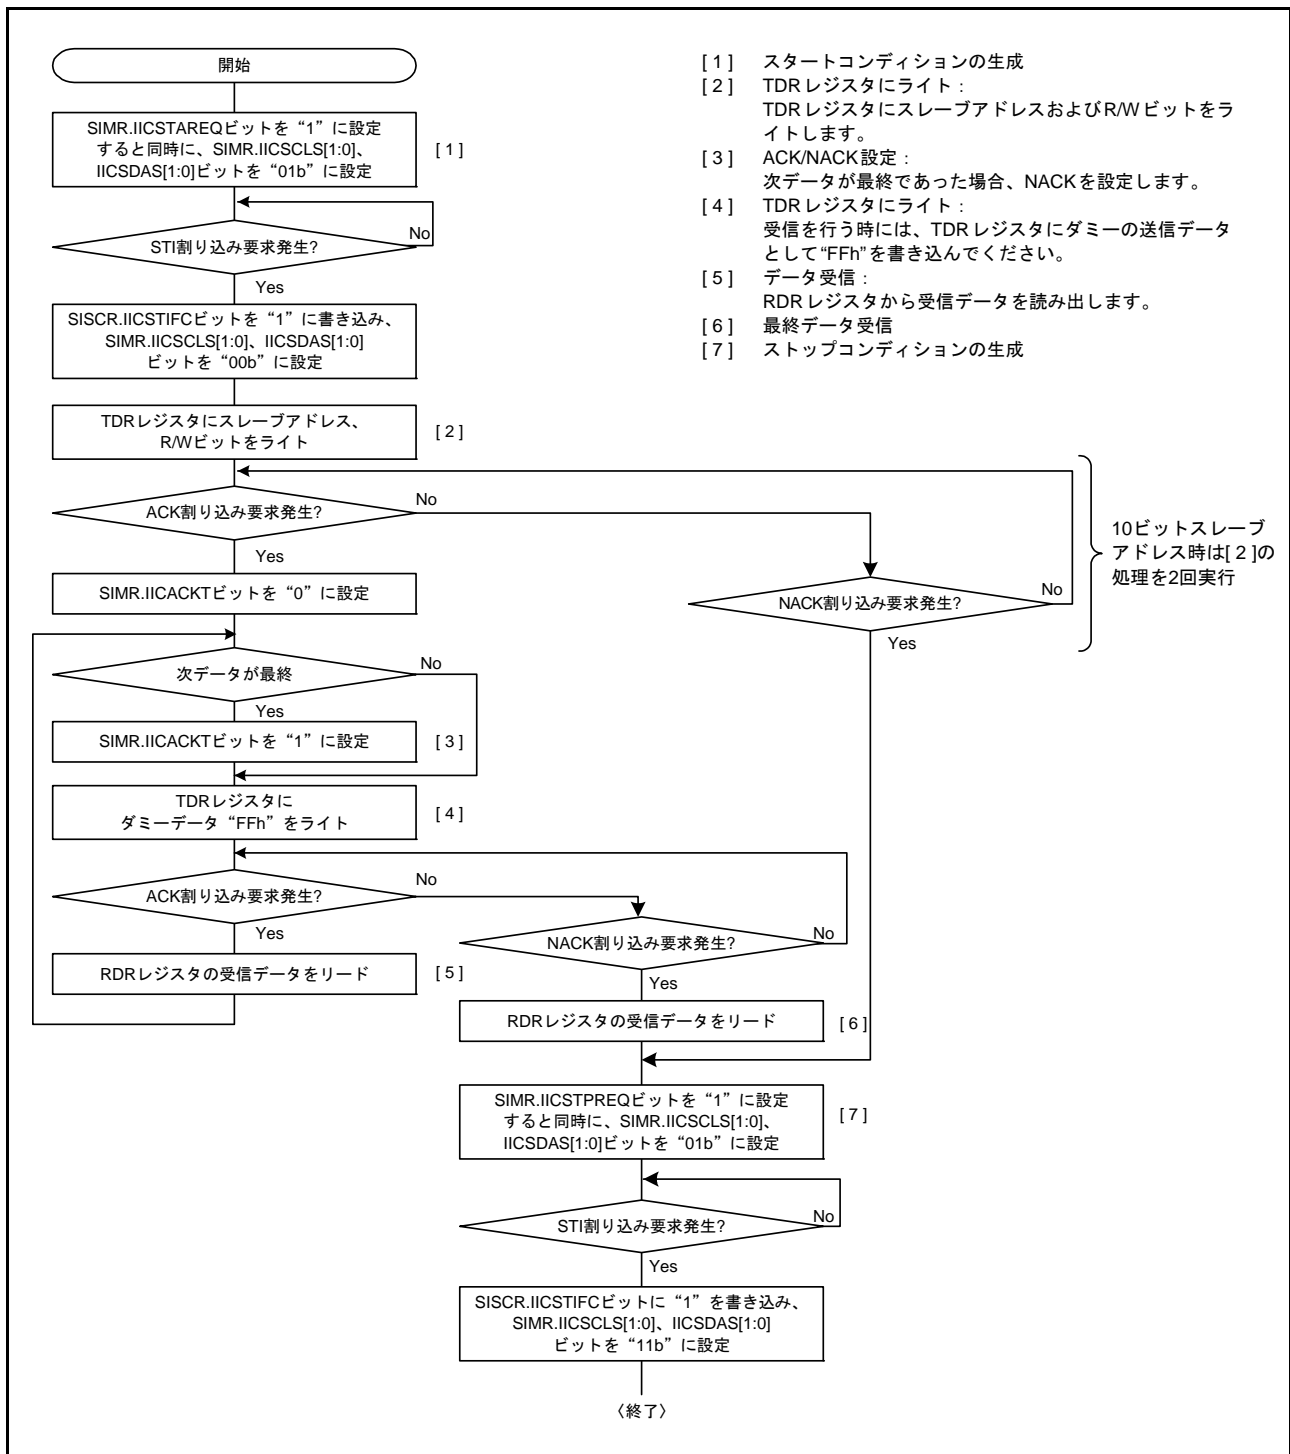 開始
SIMR.IICSTAREQビットを“1”に設定
すると同時に、SIMR.IICSCLS[1:0]、
IICSDAS[1:0]ビットを“01b”に設定
[ 1 ]
STI割り込み要求発生?
No
Yes
SISCR.IICSTIFCビットを“1”に書き込み、
SIMR.IICSCLS[1:0]、IICSDAS[1:0]
ビットを“00b”に設定
TDRレジスタにスレーブアドレス、
R/Wビットをライト
[ 2 ]
ACK割り込み要求発生?
No
Yes
SIMR.IICACKTビットを“0”に設定
次データが最終
No
Yes
SIMR.IICACKTビットを“1”に設定
[ 3 ]
TDRレジスタに
ダミーデータ“FFh”をライト
[ 4 ]
ACK割り込み要求発生?
No
Yes
RDRレジスタの受信データをリード
[ 5 ]
NACK割り込み要求発生?
No
Yes
RDRレジスタの受信データをリード
[ 6 ]
NACK割り込み要求発生?
No
Yes
10ビットスレーブ
アドレス時は[ 2 ]の
処理を2回実行
SIMR.IICSTPREQビットを“1”に設定
すると同時に、SIMR.IICSCLS[1:0]、
IICSDAS[1:0]ビットを“01b”に設定
[ 7 ]
STI割り込み要求発生?
No
Yes
SISCR.IICSTIFCビットに“1”を書き込み、
SIMR.IICSCLS[1:0]、IICSDAS[1:0]
ビットを“11b”に設定
〈終了〉
[ 1 ] スタートコンディションの生成
[ 2 ] TDRレジスタにライト:
TDRレジスタにスレーブアドレスおよびR/Wビットをラ
イトします。
[ 3 ] ACK/NACK設定:
次データが最終であった場合、NACKを設定します。
[ 4 ] TDRレジスタにライト:
受信を行う時には、TDRレジスタにダミーの送信データ
として“FFh”を書き込んでください。
[ 5 ] データ受信:
RDRレジスタから受信データを読み出します。
[ 6 ] 最終データ受信
[ 7 ] ストップコンディションの生成